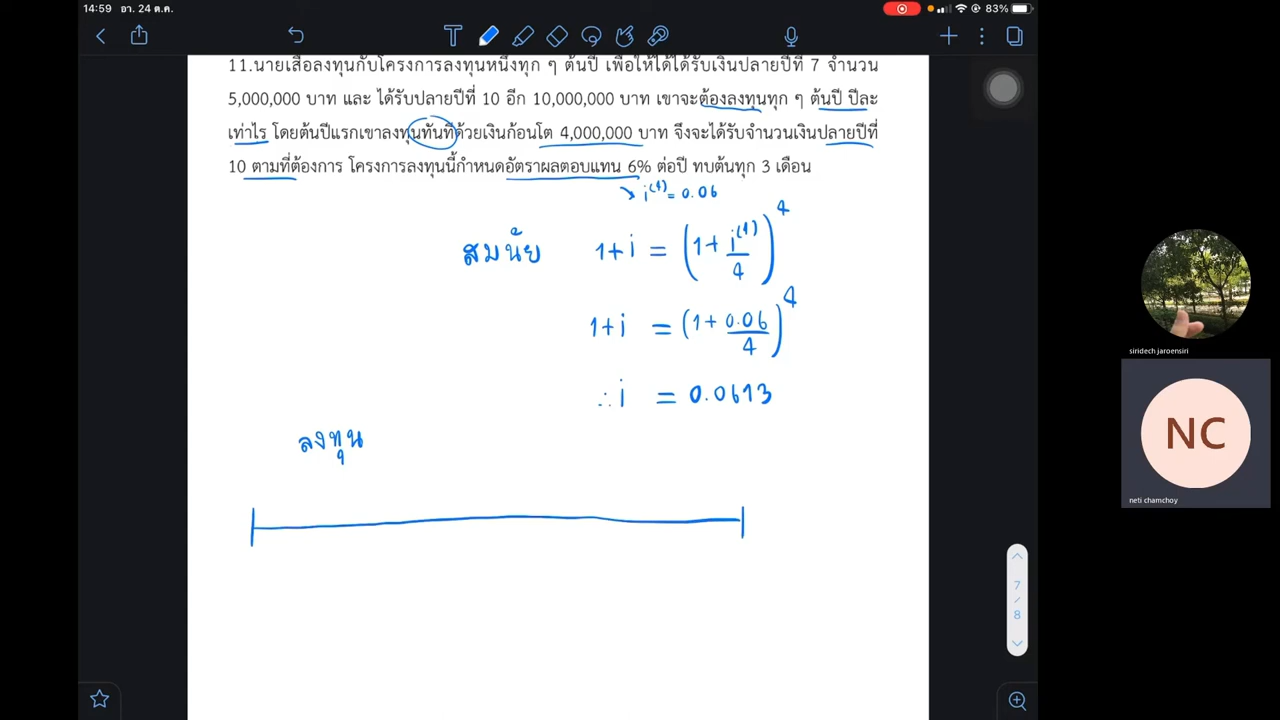 14:59 อา. 24 ต.ค.
83%
11.นายเสือลงทุนกับโครงการลงทุนหนึ่งทุก ๆ ต้นปี เพื่อให้ได้ได้รับเงินปลายปีที่ 7 จำนวน
5,000,000 บาท และ ได้รับปลายปีที่ 10 อีก 10,000,000 บาท เขาจะต้องลงทุนทุก ๆ ต้นปี ปีละ
เท่าไร โดยต้นปีแรกเขาลงทุนทันทีด้วยเงินก้อนโต 4,000,000 บาท จึงจะได้รับจำนวนเงินปลายปีที่
10 ตามที่ต้องการ โครงการลงทุนนี้กำหนดอัตราผลตอบแทน 6% ต่อปี ทบต้นทุก 3 เดือน
i^(4) = 0.06
สมนัย 1+i = (1 + i^(4)/4)^4
1+i = (1 + 0.06/4)^4
∴ i = 0.0613
ลงทุน
siridech jaroensiri
NC
neti chamchoy
7
/
8